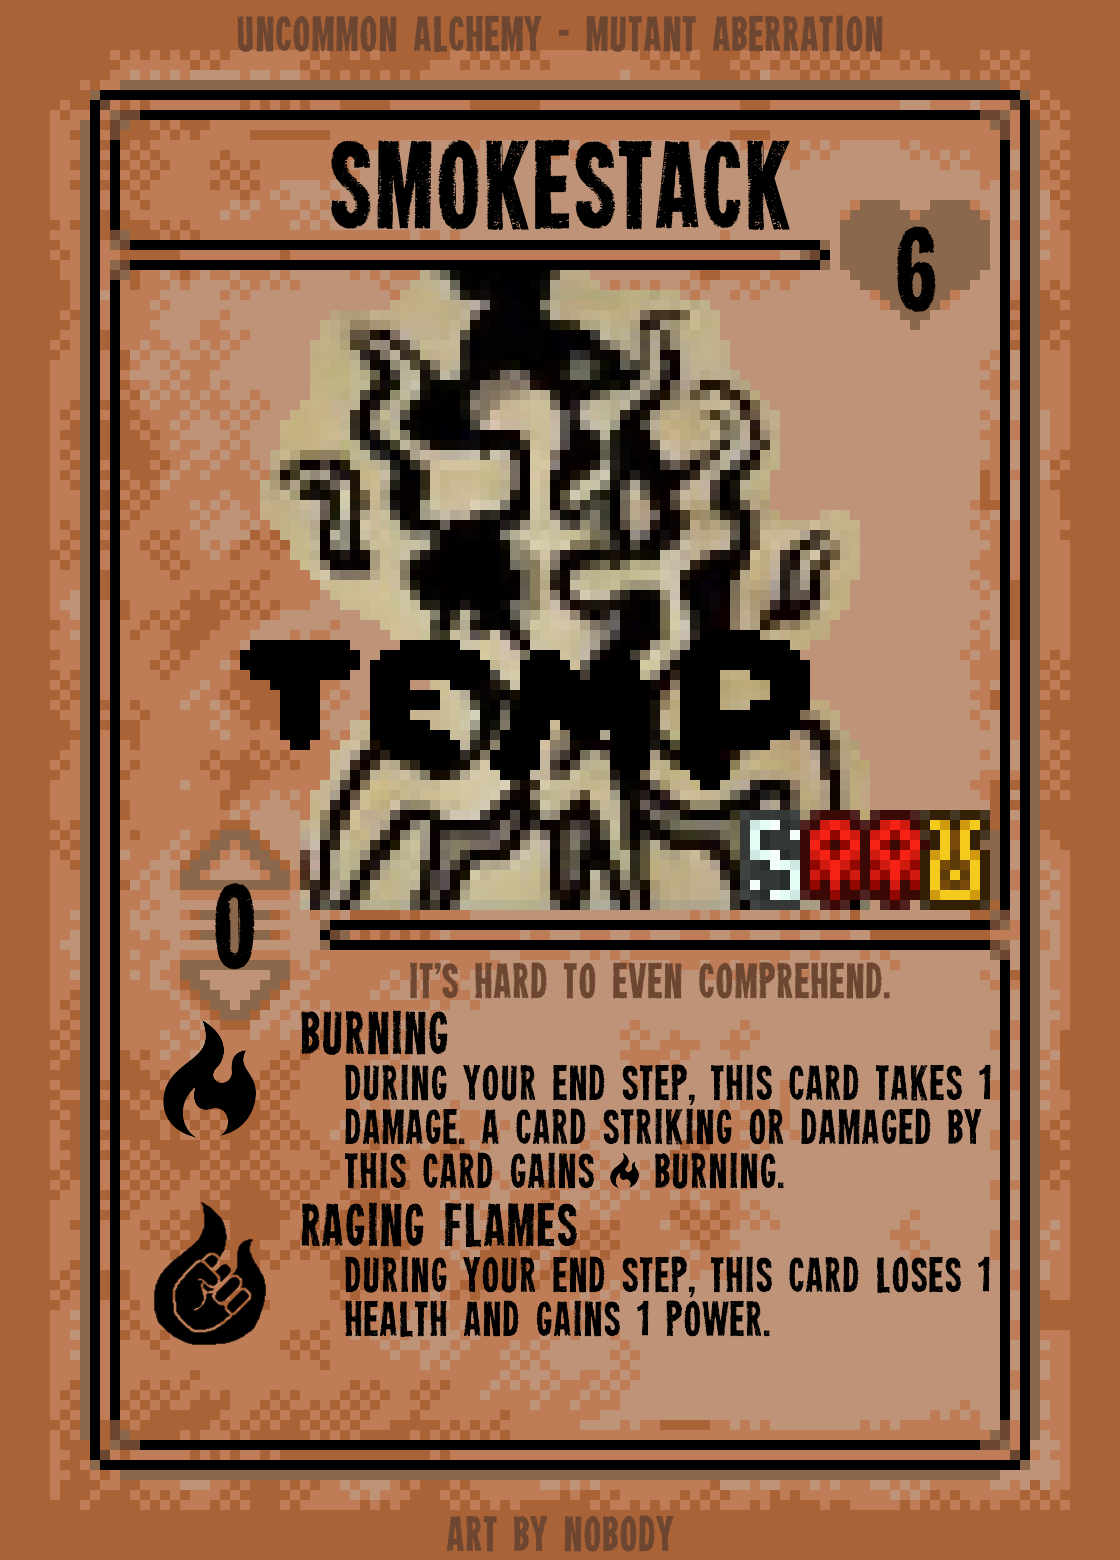 UNCOMMON ALCHEMY - MUTANT ABERRATION
SMOKESTACK
6
TEMP
S
0
IT'S HARD TO EVEN COMPREHEND.
BURNING
DURING YOUR END STEP, THIS CARD TAKES 1
DAMAGE. A CARD STRIKING OR DAMAGED BY
THIS CARD GAINS BURNING.
RAGING FLAMES
DURING YOUR END STEP, THIS CARD LOSES 1
HEALTH AND GAINS 1 POWER.
ART BY NOBODY